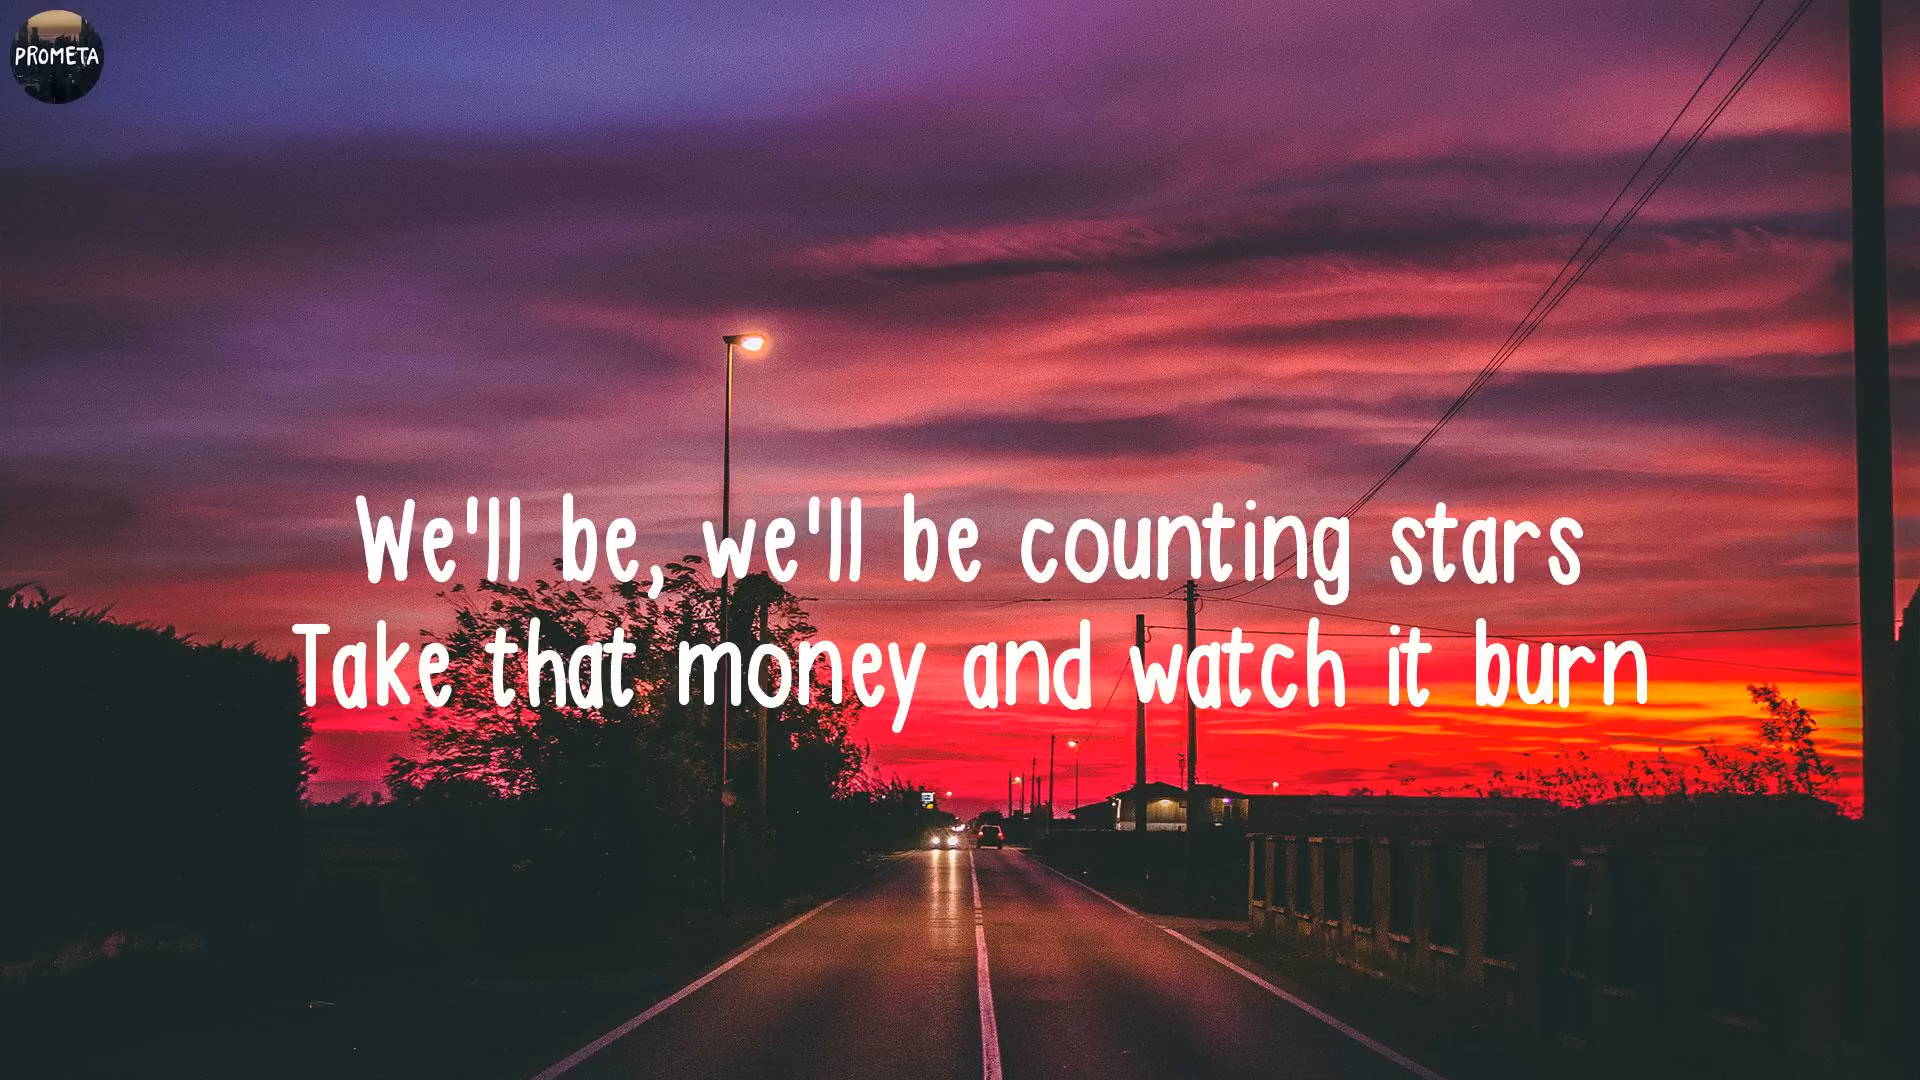 PROMETA
We'll be, we'll be counting stars
Take that money and watch it burn